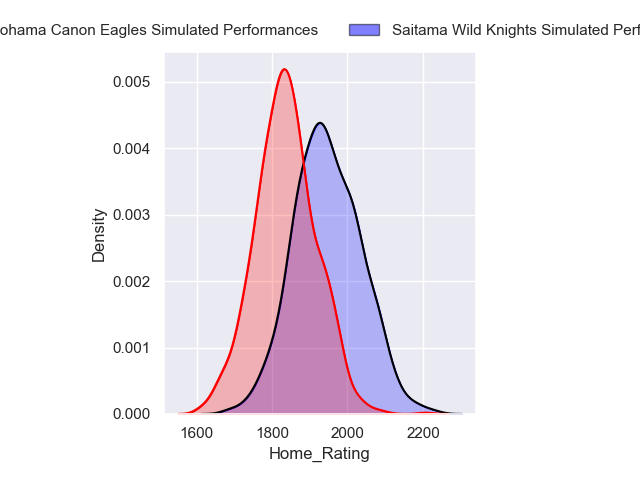 ohama Canon Eagles Simulated Performances
Saitama Wild Knights Simulated Perf
0.005
0.004
0.003
0.002
0.001
0.000
Density
1600 1800 2000 2200
Home_Rating